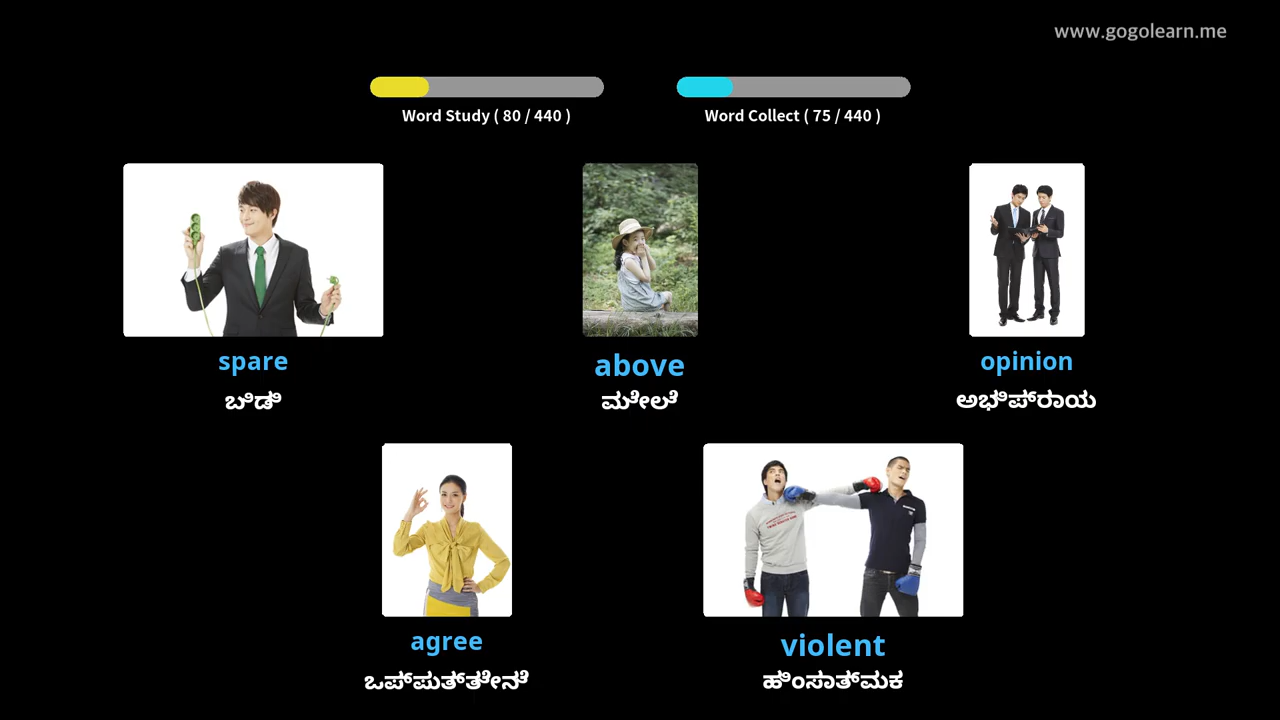 www.gogolearn.me
Word Study ( 80 / 440 )
Word Collect ( 75 / 440 )
spare
ಬಿಡಿ
above
ಮೇಲೆ
opinion
ಅಭಿಪ್ರಾಯ
agree
ಒಪ್ಪುತ್ತೇನೆ
violent
ಹಿಂಸಾತ್ಮಕ